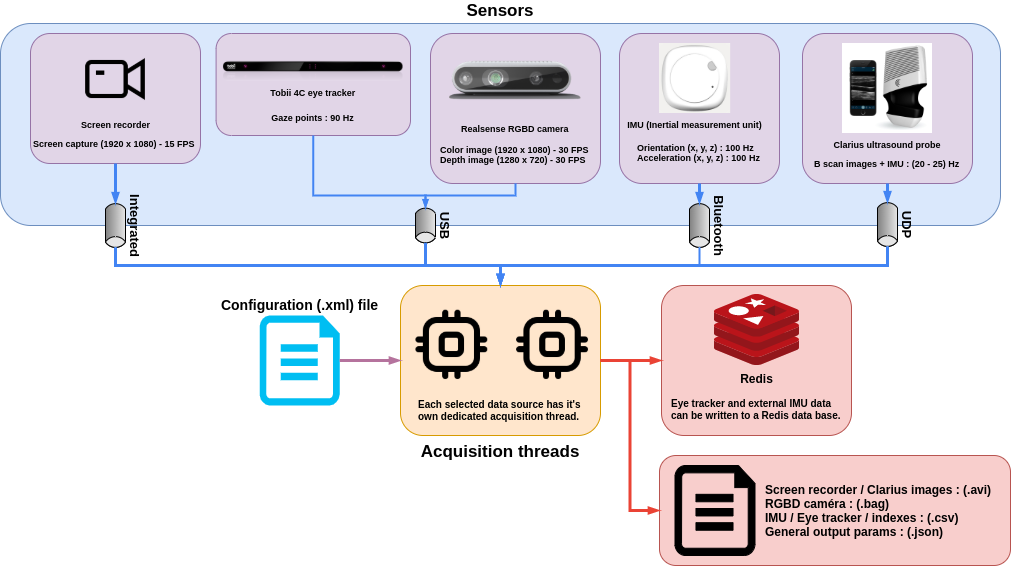 Sensors
Screen recorder
Screen capture (1920 x 1080) - 15 FPS
Tobii 4C eye tracker
Gaze points : 90 Hz
Realsense RGBD camera
Color image (1920 x 1080) - 30 FPS
Depth image (1280 x 720) - 30 FPS
IMU (Inertial measurement unit)
Orientation (x, y, z) : 100 Hz
Acceleration (x, y, z) : 100 Hz
Clarius ultrasound probe
B scan images + IMU : (20 - 25) Hz
Integrated
USB
Bluetooth
UDP
Configuration (.xml) file
Each selected data source has it's
own dedicated acquisition thread.
Acquisition threads
Redis
Eye tracker and external IMU data
can be written to a Redis data base.
Screen recorder / Clarius images : (.avi)
RGBD caméra : (.bag)
IMU / Eye tracker / indexes : (.csv)
General output params : (.json)